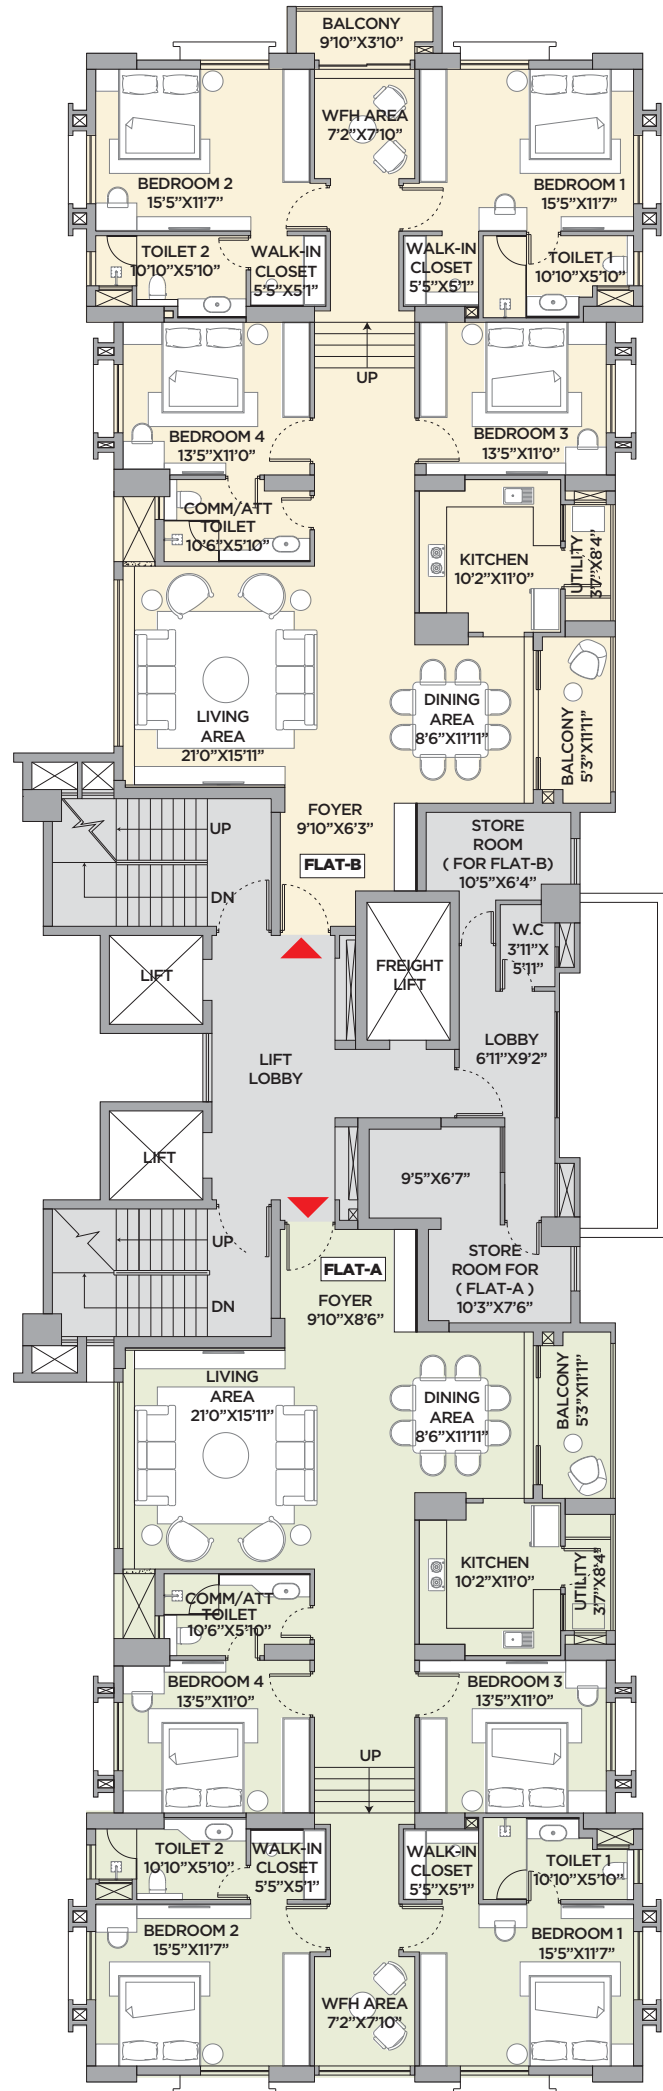 BALCONY
9'10"X3'10"
WFH AREA
7'2"X7'10"
BEDROOM 2
15'5"X11'7"
BEDROOM 1
15'5"X11'7"
TOILET 2
10'10"X5'10"
WALK-IN
CLOSET
5'5"X5'1"
WALK-IN
CLOSET
5'5"X5'1"
TOILET 1
10'10"X5'10"
UP
BEDROOM 4
13'5"X11'0"
BEDROOM 3
13'5"X11'0"
COMM/ATT
TOILET
10'6"X5'10"
KITCHEN
10'2"X11'0"
UTILITY
3'7"X8'4"
LIVING
AREA
21'0"X15'11"
DINING
AREA
8'6"X11'11"
BALCONY
5'3"X11'11"
FOYER
9'10"X6'3"
FLAT-B
UP
DN
STORE
ROOM
( FOR FLAT-B)
10'5"X6'4"
W.C
3'11"X
5'11"
LIFT
FREIGHT
LIFT
LIFT
LOBBY
LOBBY
6'11"X9'2"
LIFT
9'5"X6'7"
UP
DN
STORE
ROOM FOR
( FLAT-A )
10'3"X7'6"
FLAT-A
FOYER
9'10"X8'6"
LIVING
AREA
21'0"X15'11"
DINING
AREA
8'6"X11'11"
BALCONY
5'3"X11'11"
KITCHEN
10'2"X11'0"
UTILITY
3'7"X8'4"
COMM/ATT
TOILET
10'6"X5'10"
BEDROOM 4
13'5"X11'0"
BEDROOM 3
13'5"X11'0"
UP
TOILET 2
10'10"X5'10"
WALK-IN
CLOSET
5'5"X5'1"
WALK-IN
CLOSET
5'5"X5'1"
TOILET 1
10'10"X5'10"
BEDROOM 2
15'5"X11'7"
BEDROOM 1
15'5"X11'7"
WFH AREA
7'2"X7'10"